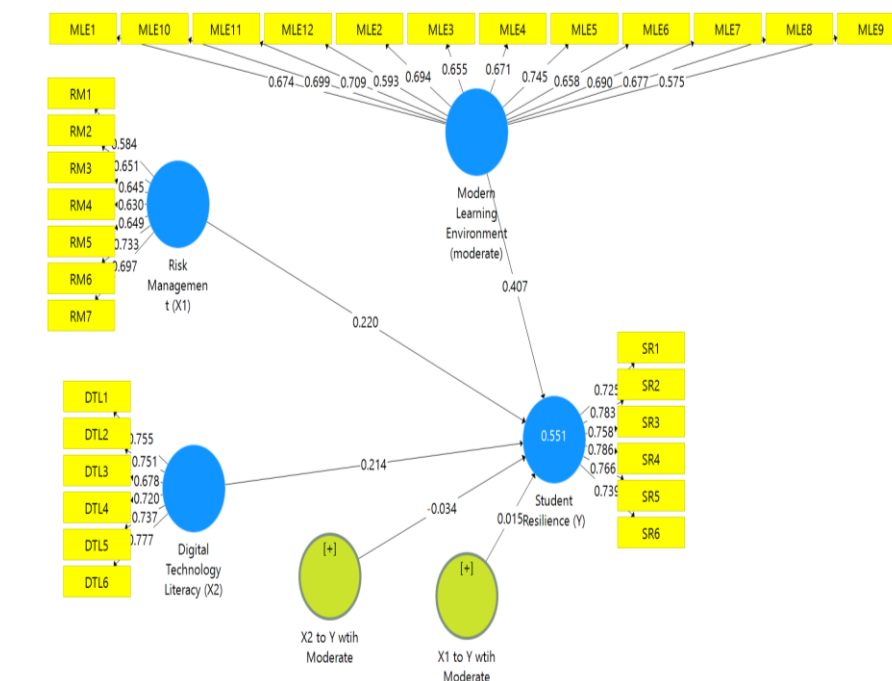 MLE1 MLE10 MLE11 MLE12 MLE2 MLE3 MLE4 MLE5 MLE6 MLE7 MLE8 MLE9
0.674 0.699 0.709 0.593 0.694 0.655 0.671 0.745 0.658 0.690 0.677 0.575
RM1
RM2
RM3
RM4
RM5
RM6
RM7
0.584
0.651
0.645
0.630
0.649
0.733
0.697
Risk
Managemen
t (X1)
Modern
Learning
Environment
(moderate)
0.407
0.220
DTL1
DTL2
DTL3
DTL4
DTL5
DTL6
0.755
0.751
0.678
0.720
0.737
0.777
Digital
Technology
Literacy (X2)
0.214
-0.034
0.015
0.551
Student
Resilience (Y)
0.725
0.783
0.758
0.786
0.766
0.739
SR1
SR2
SR3
SR4
SR5
SR6
[+]
X2 to Y wtih
Moderate
[+]
X1 to Y wtih
Moderate